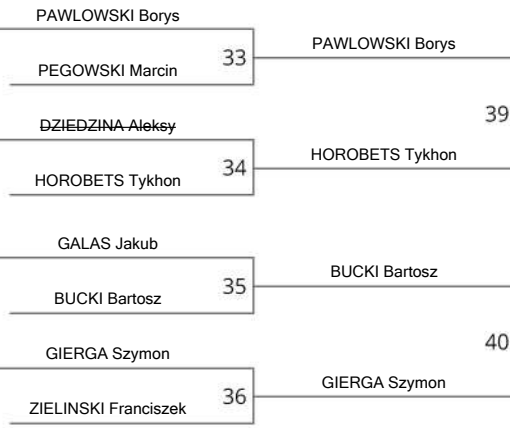 PAWLOWSKI Borys
33
PAWLOWSKI Borys
PEGOWSKI Marcin
39
DZIEDZINA Aleksy
34
HOROBETS Tykhon
HOROBETS Tykhon
GALAS Jakub
35
BUCKI Bartosz
BUCKI Bartosz
40
GIERGA Szymon
36
GIERGA Szymon
ZIELINSKI Franciszek